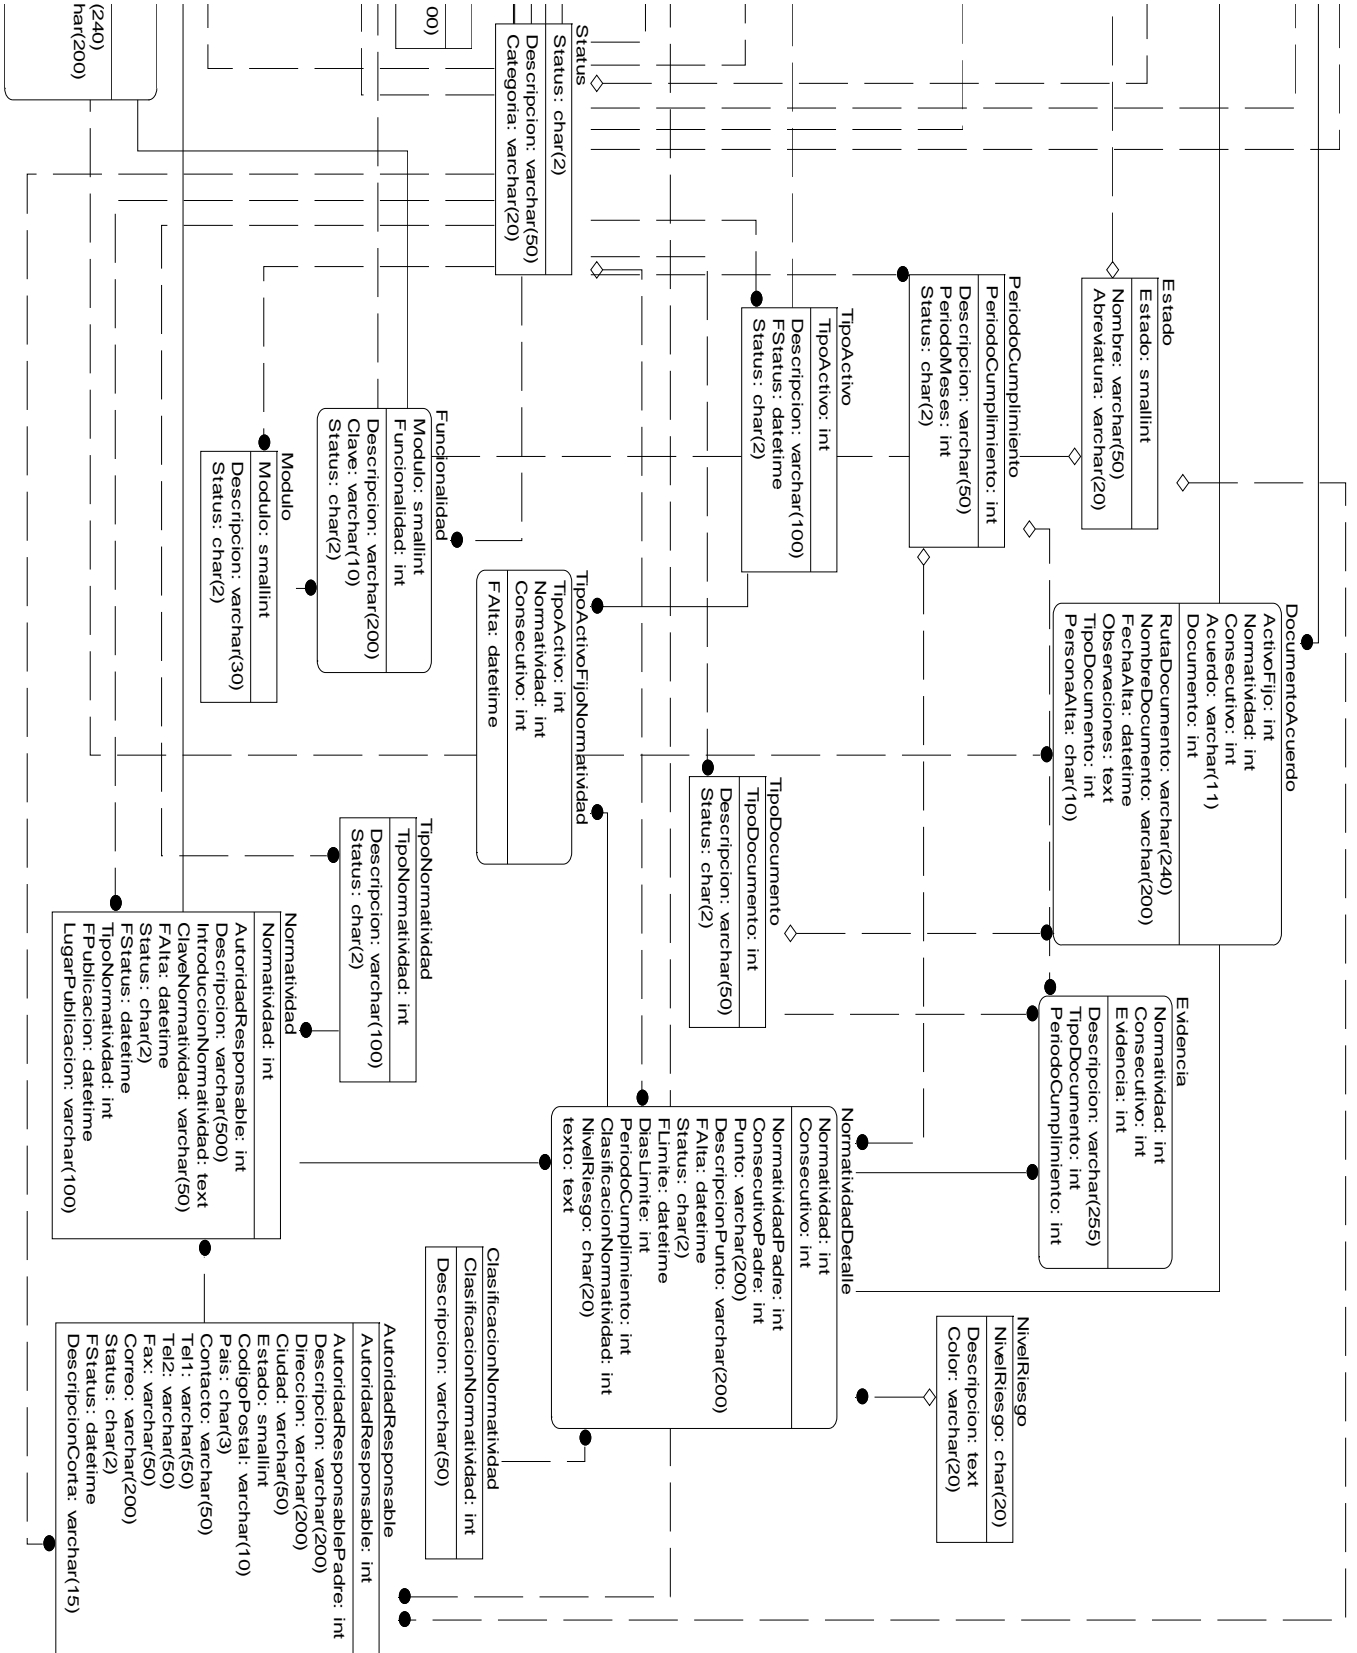 (240)
har(200)
00)
Status
Status: char(2)
Descripcion: varchar(50)
Categoria: varchar(20)
Estado
Estado: smallint
Nombre: varchar(50)
Abreviatura: varchar(20)
PeriodoCumplimiento
PeriodoCumplimiento: int
Descripcion: varchar(50)
PeriodoMeses: int
Status: char(2)
TipoActivo
TipoActivo: int
Descripcion: varchar(100)
FStatus: datetime
Status: char(2)
Funcionalidad
Modulo: smallint
Funcionalidad: int
Descripcion: varchar(200)
Clave: varchar(10)
Status: char(2)
Modulo
Modulo: smallint
Descripcion: varchar(30)
Status: char(2)
DocumentoAcuerdo
ActivoFijo: int
Normatividad: int
Consecutivo: int
Acuerdo: varchar(11)
Documento: int
RutaDocumento: varchar(240)
NombreDocumento: varchar(200)
FechaAlta: datetime
Observaciones: text
TipoDocumento: int
PersonaAlta: char(10)
TipoActivoFijoNormatividad
TipoActivo: int
Normatividad: int
Consecutivo: int
FAlta: datetime
TipoDocumento
TipoDocumento: int
Descripcion: varchar(50)
Status: char(2)
TipoNormatividad
TipoNormatividad: int
Descripcion: varchar(100)
Status: char(2)
Normatividad
Normatividad: int
AutoridadResponsable: int
Descripcion: varchar(500)
IntroduccionNormatividad: text
ClaveNormatividad: varchar(50)
FAlta: datetime
Status: char(2)
FStatus: datetime
TipoNormatividad: int
FPublicacion: datetime
LugarPublicacion: varchar(100)
Evidencia
Normatividad: int
Consecutivo: int
Evidencia: int
Descripcion: varchar(255)
TipoDocumento: int
PeriodoCumplimiento: int
NormatividadDetalle
Normatividad: int
Consecutivo: int
NormatividadPadre: int
ConsecutivoPadre: int
Punto: varchar(200)
DescripcionPunto: varchar(200)
FAlta: datetime
Status: char(2)
FLimite: datetime
DiasLimite: int
PeriodoCumplimiento: int
ClasificacionNormatividad: int
NivelRiesgo: char(20)
texto: text
ClasificacionNormatividad
ClasificacionNormatividad: int
Descripcion: varchar(50)
NivelRiesgo
NivelRiesgo: char(20)
Descripcion: text
Color: varchar(20)
AutoridadResponsable
AutoridadResponsable: int
AutoridadResponsablePadre: int
Descripcion: varchar(200)
Direccion: varchar(200)
Ciudad: varchar(50)
Estado: smallint
CodigoPostal: varchar(10)
Pais: char(3)
Contacto: varchar(50)
Tel1: varchar(50)
Tel2: varchar(50)
Fax: varchar(50)
Correo: varchar(200)
Status: char(2)
FStatus: datetime
DescripcionCorta: varchar(15)